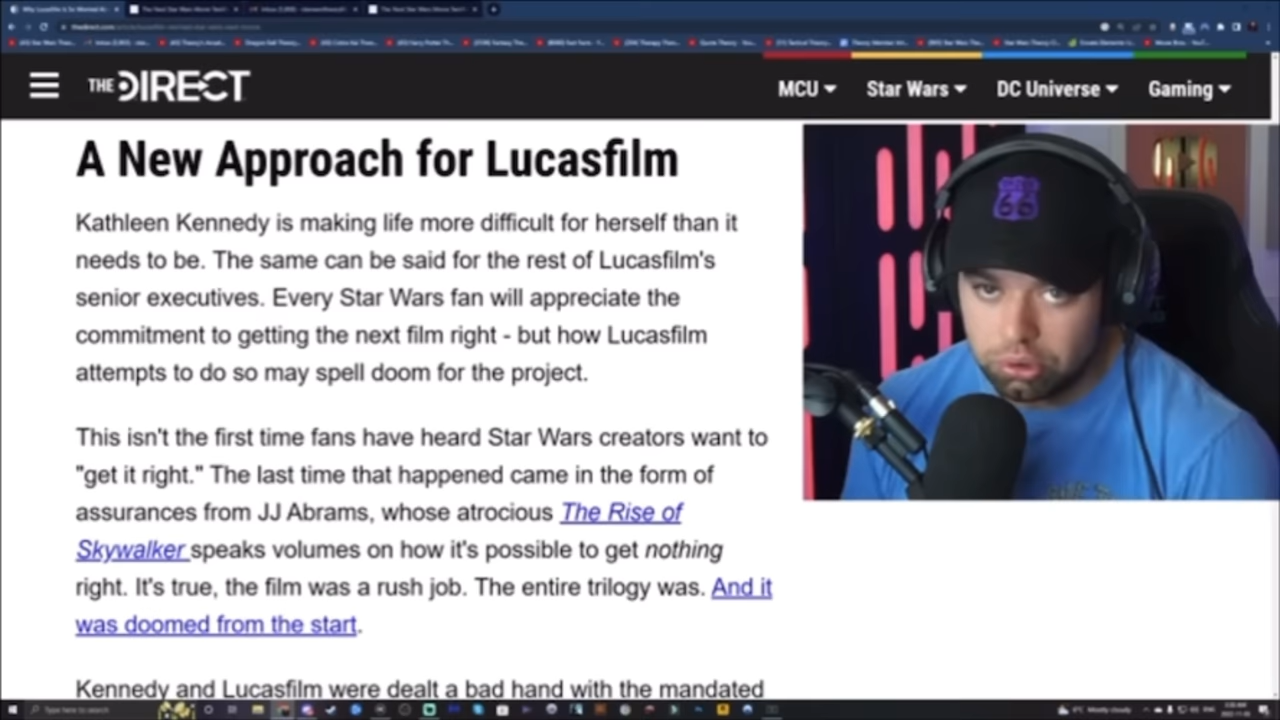 THE DIRECT
MCU
Star Wars
DC Universe
Gaming
A New Approach for Lucasfilm
Kathleen Kennedy is making life more difficult for herself than it
needs to be. The same can be said for the rest of Lucasfilm's
senior executives. Every Star Wars fan will appreciate the
commitment to getting the next film right - but how Lucasfilm
attempts to do so may spell doom for the project.
This isn't the first time fans have heard Star Wars creators want to
"get it right." The last time that happened came in the form of
assurances from JJ Abrams, whose atrocious The Rise of
Skywalker speaks volumes on how it's possible to get nothing
right. It's true, the film was a rush job. The entire trilogy was. And it
was doomed from the start.
Kennedy and Lucasfilm were dealt a bad hand with the mandated
66
Type here to search
Mostly cloudy